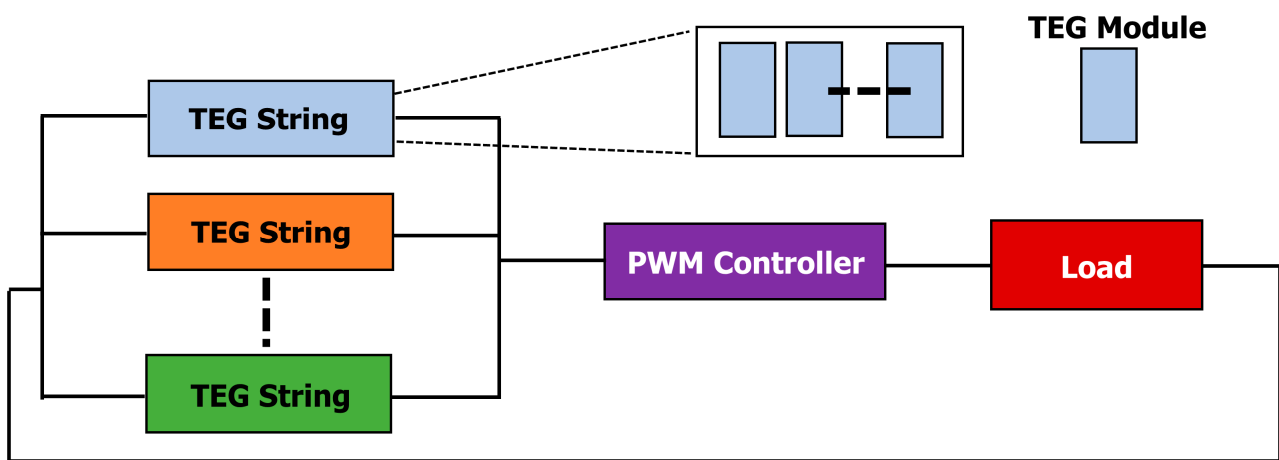 TEG Module
TEG String
TEG String
PWM Controller
Load
TEG String